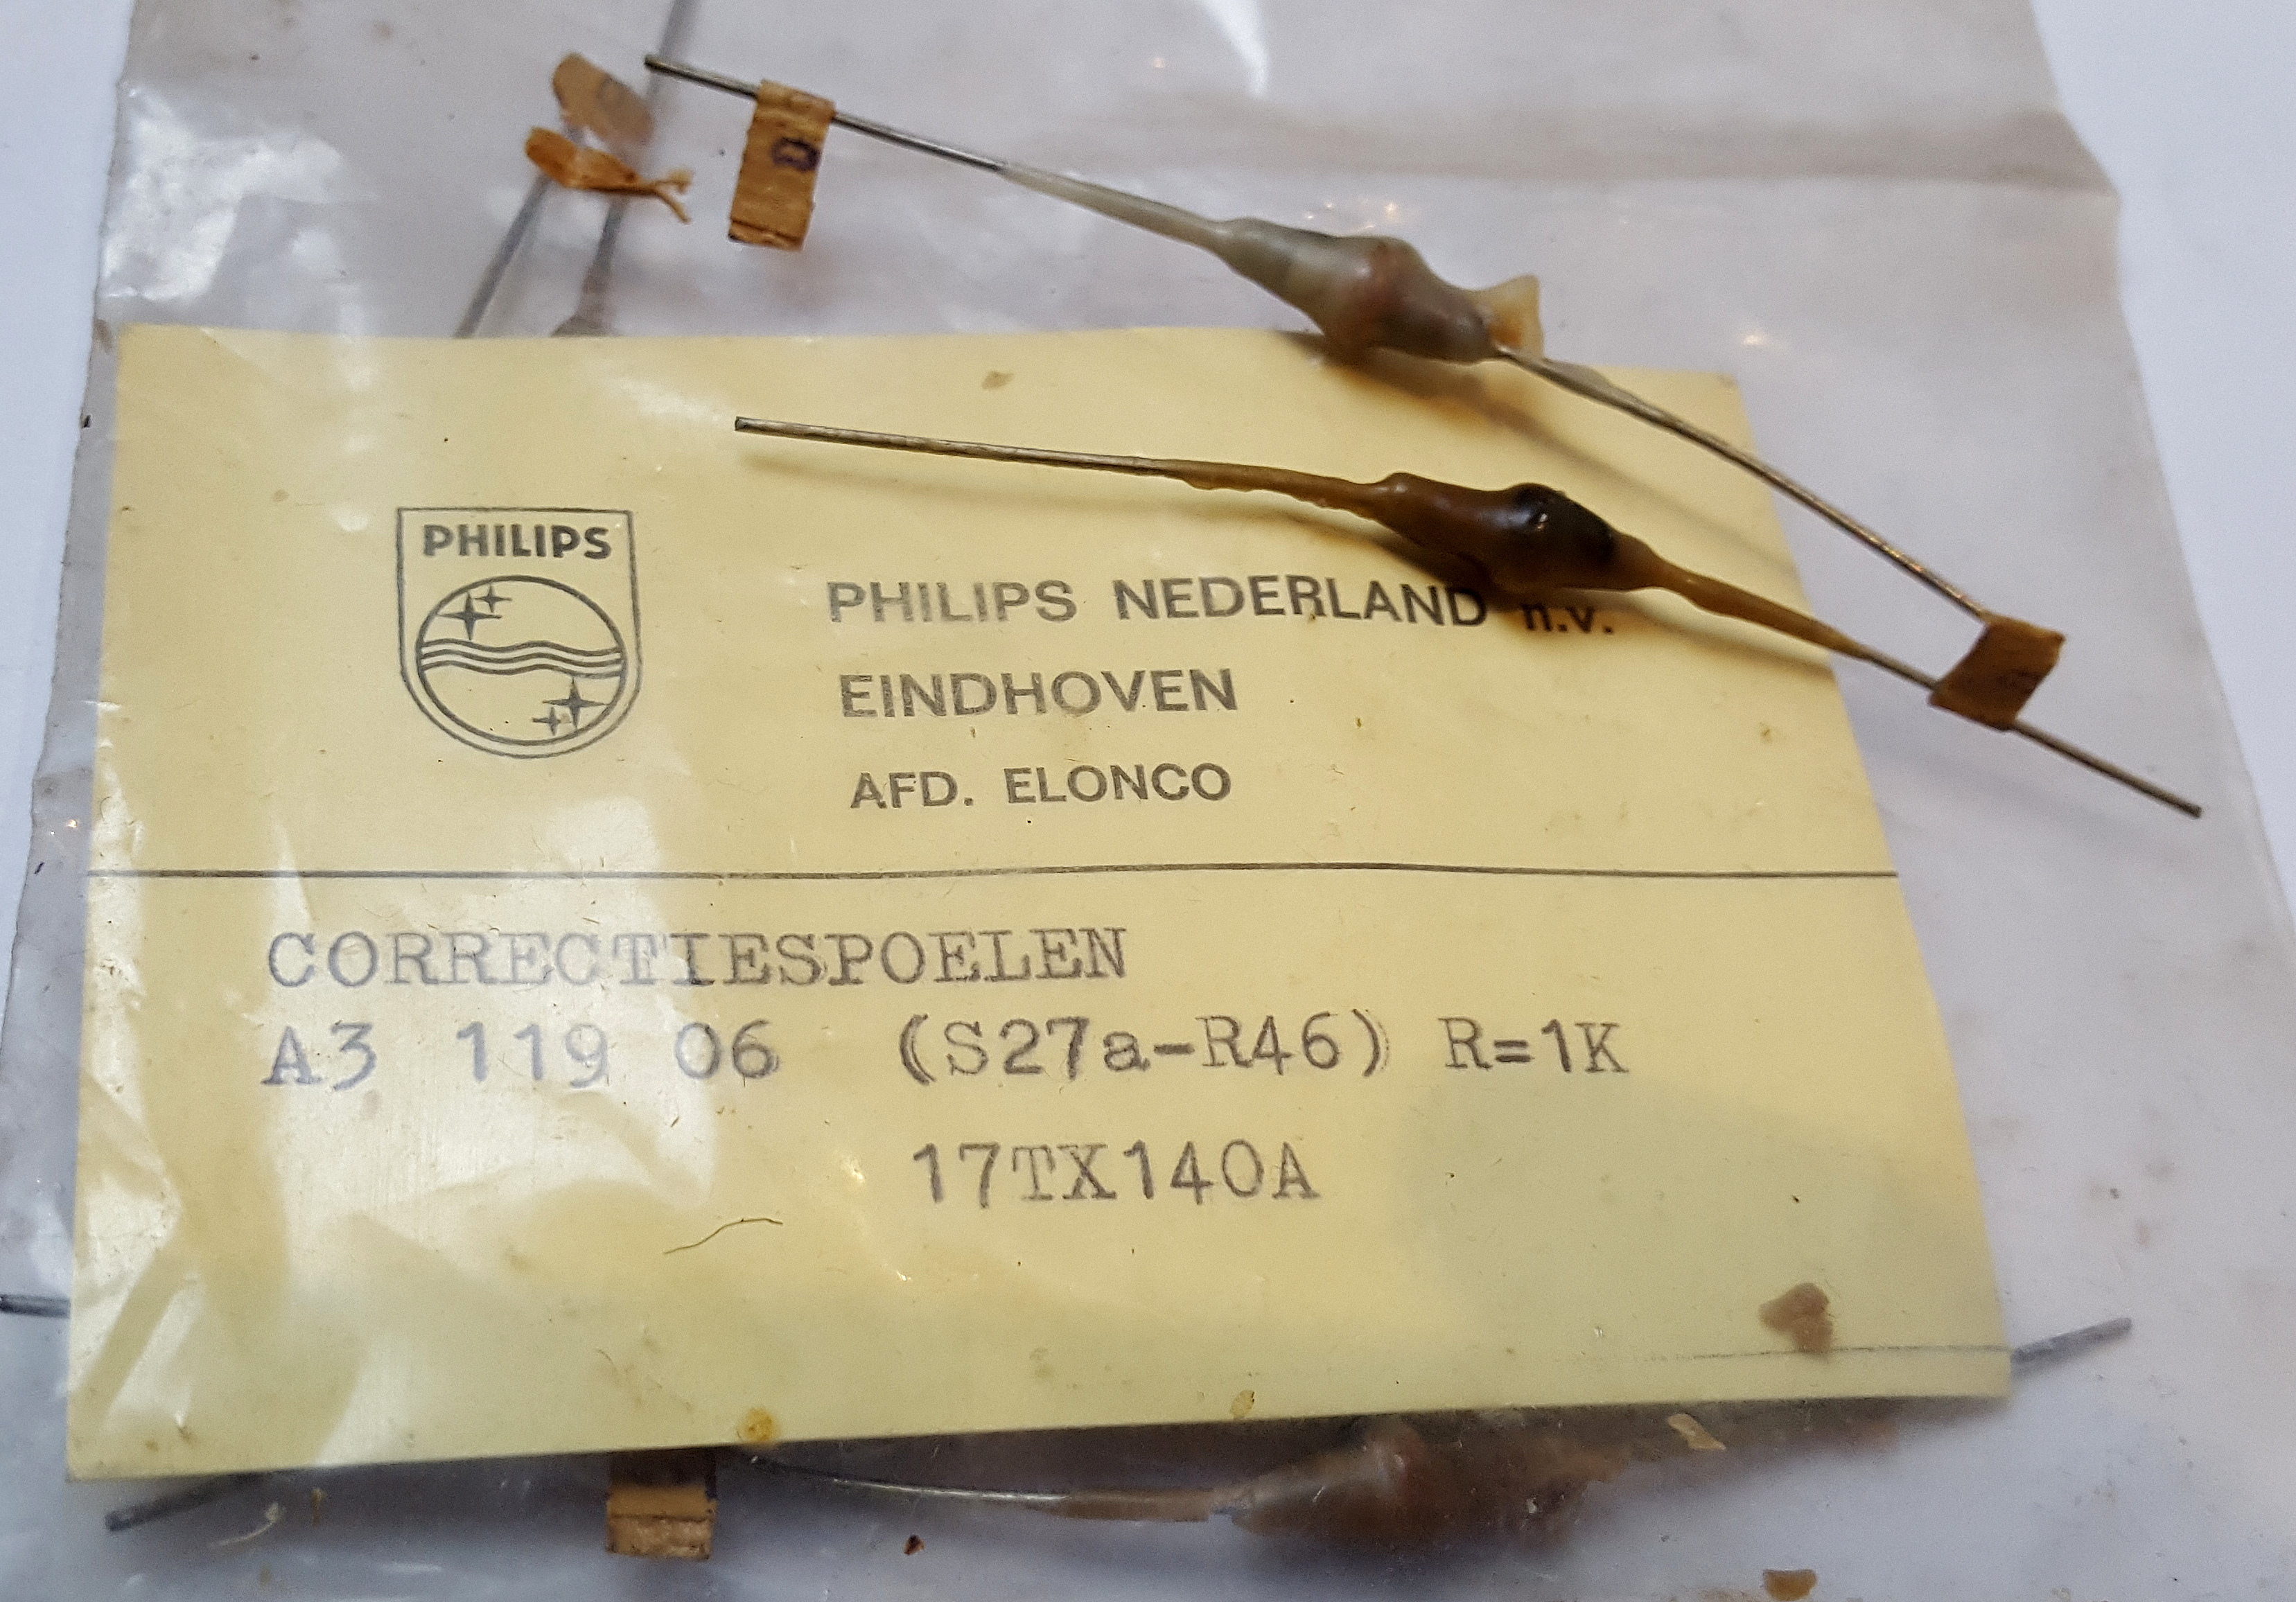 PHILIPS
PHILIPS NEDERLAND n.v.
EINDHOVEN
AFD. ELONCO
CORRECTIESPOELEN
A3 119 06 (S27a-R46) R=1K
17TX140A